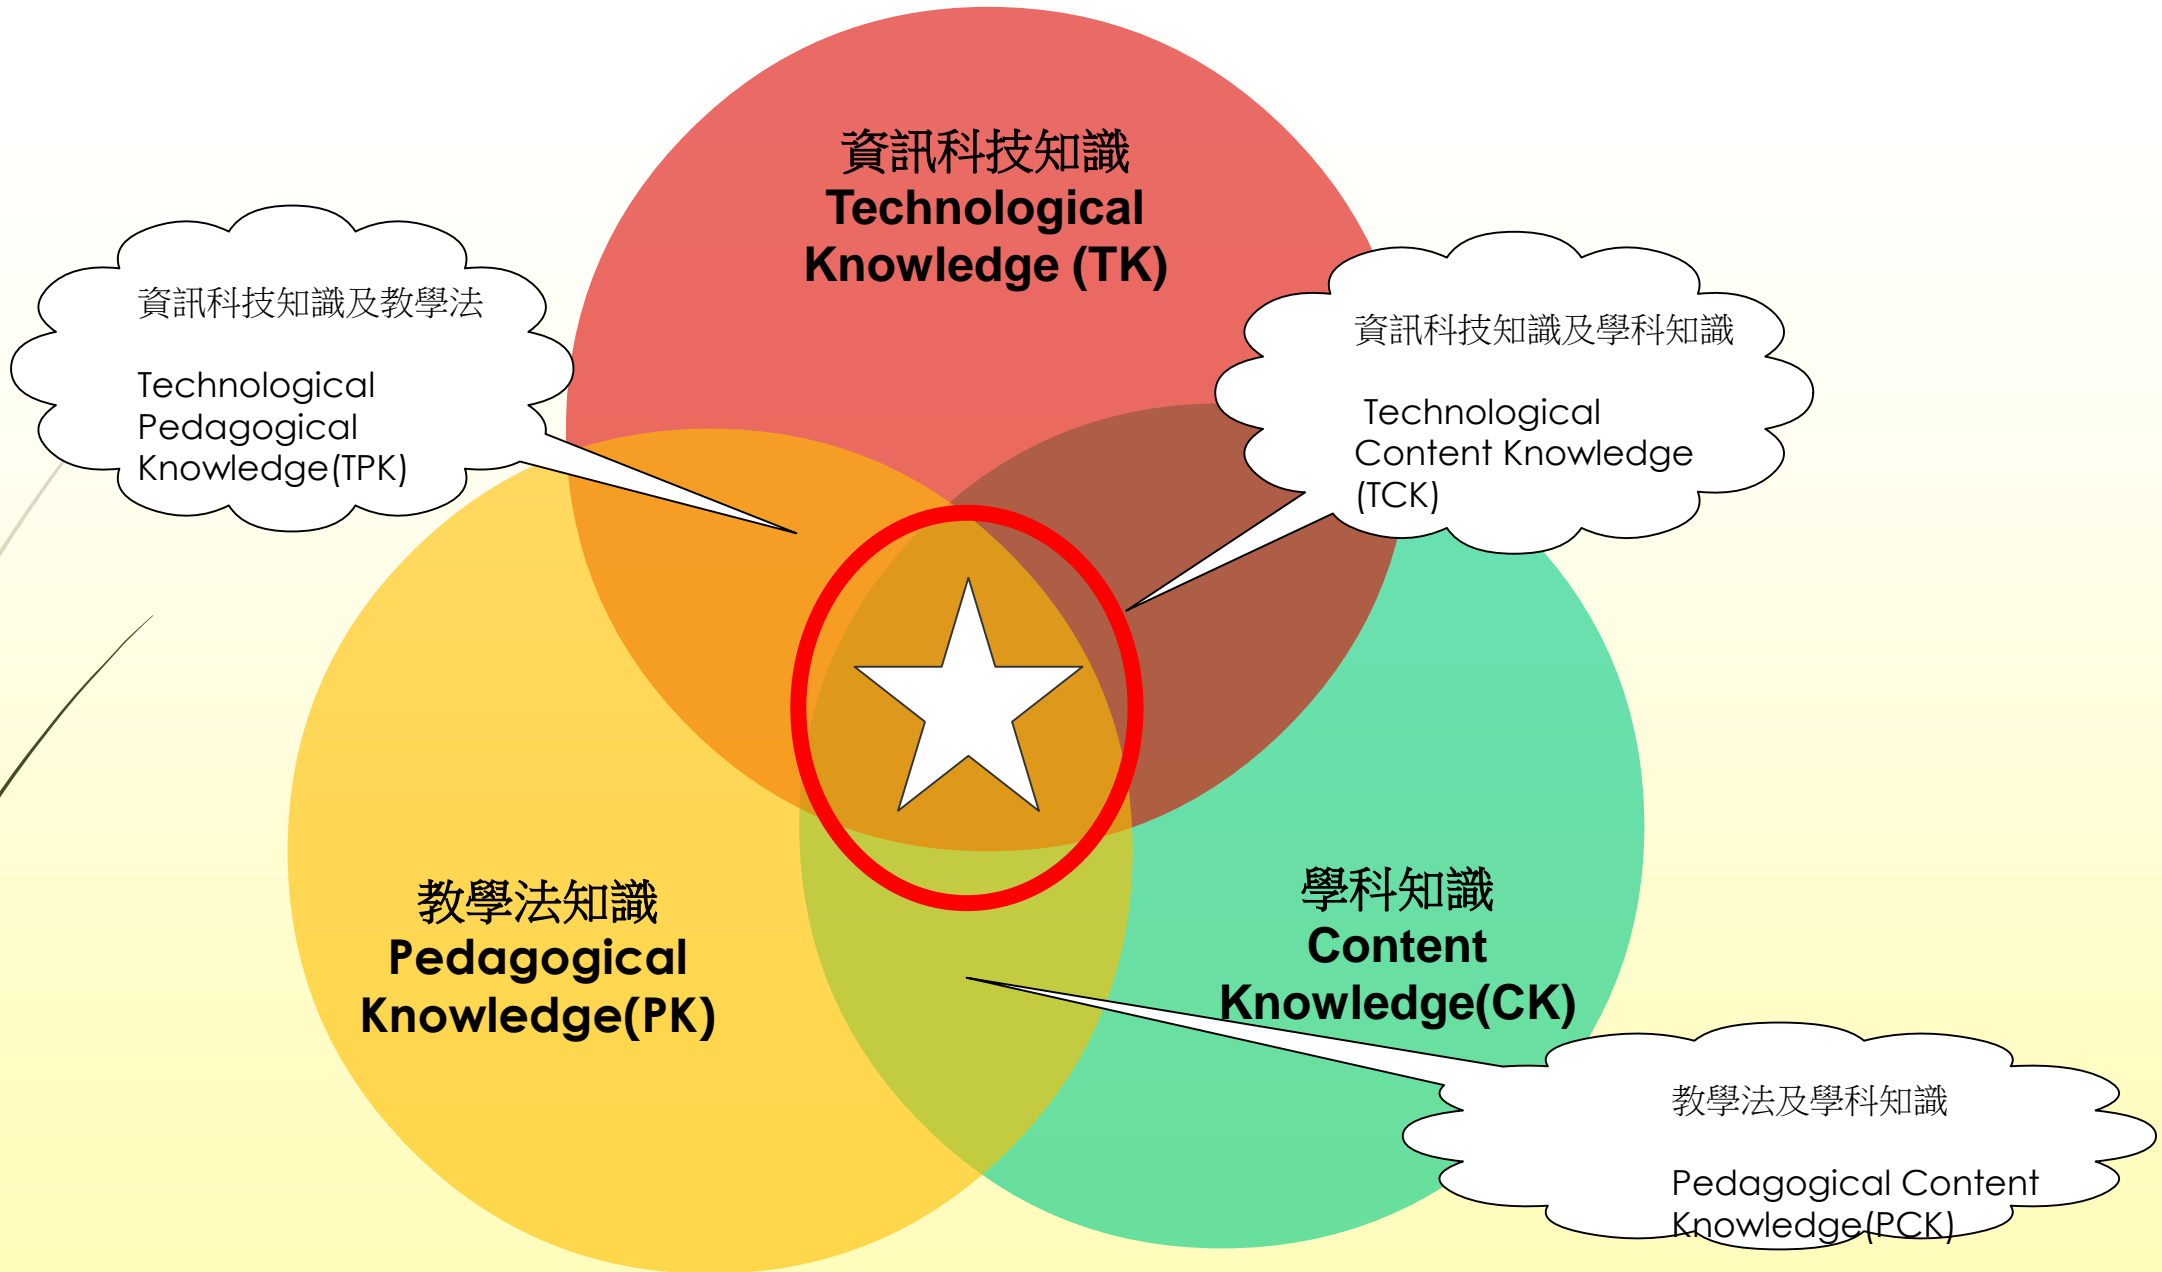 資訊科技知識
Technological
Knowledge (TK)
資訊科技知識及教學法
Technological
Pedagogical
Knowledge(TPK)
資訊科技知識及學科知識
Technological
Content Knowledge
(TCK)
教學法知識
Pedagogical
Knowledge(PK)
學科知識
Content
Knowledge(CK)
教學法及學科知識
Pedagogical Content
Knowledge(PCK)